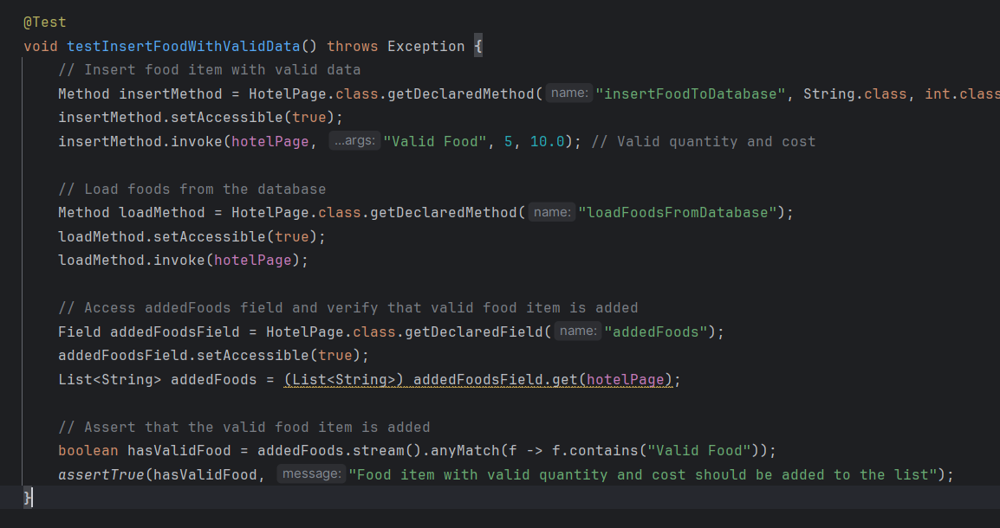 @Test
void testInsertFoodWithValidData() throws Exception {
// Insert food item with valid data
Method insertMethod = HotelPage.class.getDeclaredMethod( name: "insertFoodToDatabase", String.class, int.class
insertMethod.setAccessible(true);
insertMethod.invoke(hotelPage, ...args: "Valid Food", 5, 10.0); // Valid quantity and cost
// Load foods from the database
Method loadMethod = HotelPage.class.getDeclaredMethod( name: "loadFoodsFromDatabase");
loadMethod.setAccessible(true);
loadMethod.invoke(hotelPage);
// Access addedFoods field and verify that valid food item is added
Field addedFoodsField = HotelPage.class.getDeclaredField( name: "addedFoods");
addedFoodsField.setAccessible(true);
List<String> addedFoods = (List<String>) addedFoodsField.get(hotelPage);
// Assert that the valid food item is added
boolean hasValidFood = addedFoods.stream().anyMatch(f -> f.contains("Valid Food"));
assertTrue(hasValidFood, message: "Food item with valid quantity and cost should be added to the list");
}